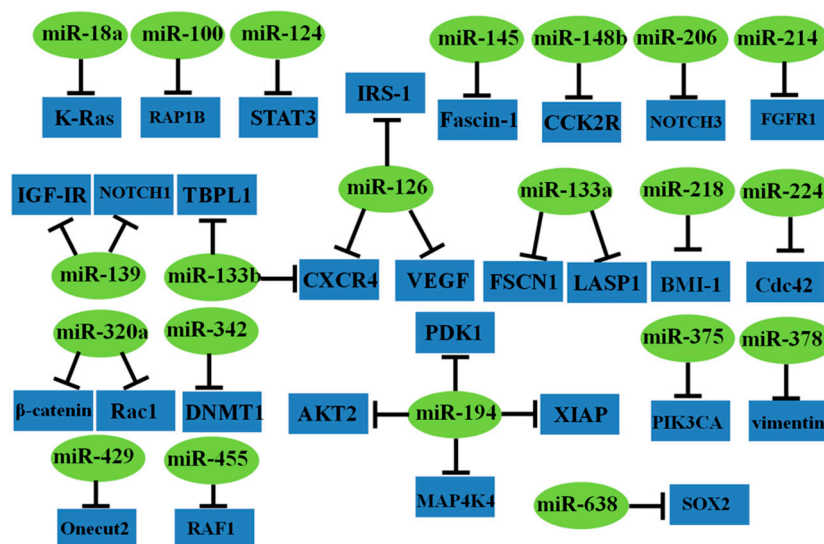 miR-18a
miR-100
miR-124
miR-145
miR-148b
miR-206
miR-214
K-Ras
RAP1B
STAT3
IRS-1
Fascin-1
CCK2R
NOTCH3
FGFR1
IGF-IR
NOTCH1
TBPL1
miR-126
miR-133a
miR-218
miR-224
miR-139
miR-133b
CXCR4
VEGF
FSCN1
LASP1
BMI-1
Cdc42
miR-320a
miR-342
PDK1
miR-375
miR-378
β-catenin
Rac1
DNMT1
AKT2
miR-194
XIAP
PIK3CA
vimentin
miR-429
miR-455
MAP4K4
miR-638
SOX2
Onecut2
RAF1